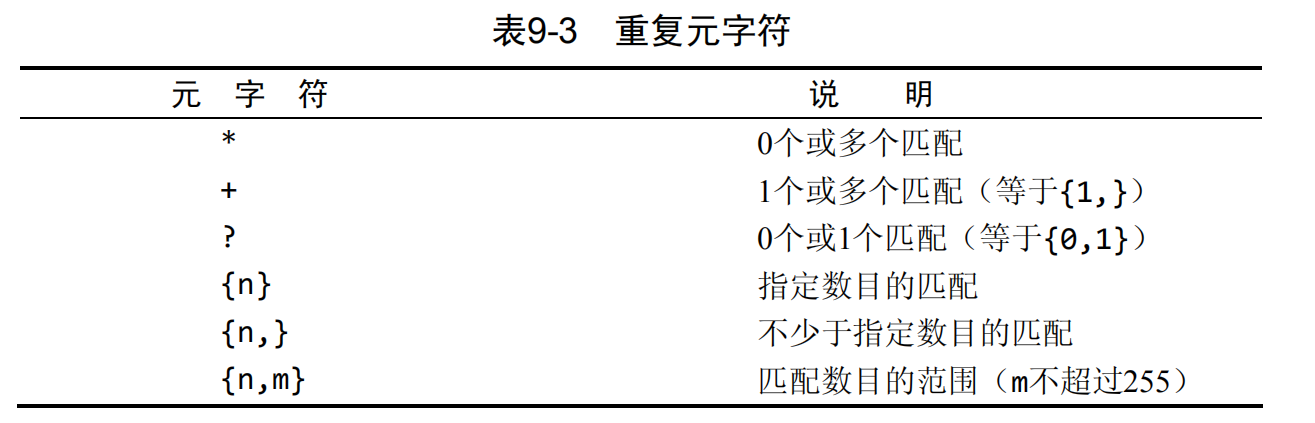 表9-3 重复元字符
元 字 符 说 明
* 0个或多个匹配
+ 1个或多个匹配（等于{1,}）
? 0个或1个匹配（等于{0,1}）
{n} 指定数目的匹配
{n,} 不少于指定数目的匹配
{n,m} 匹配数目的范围（m不超过255）